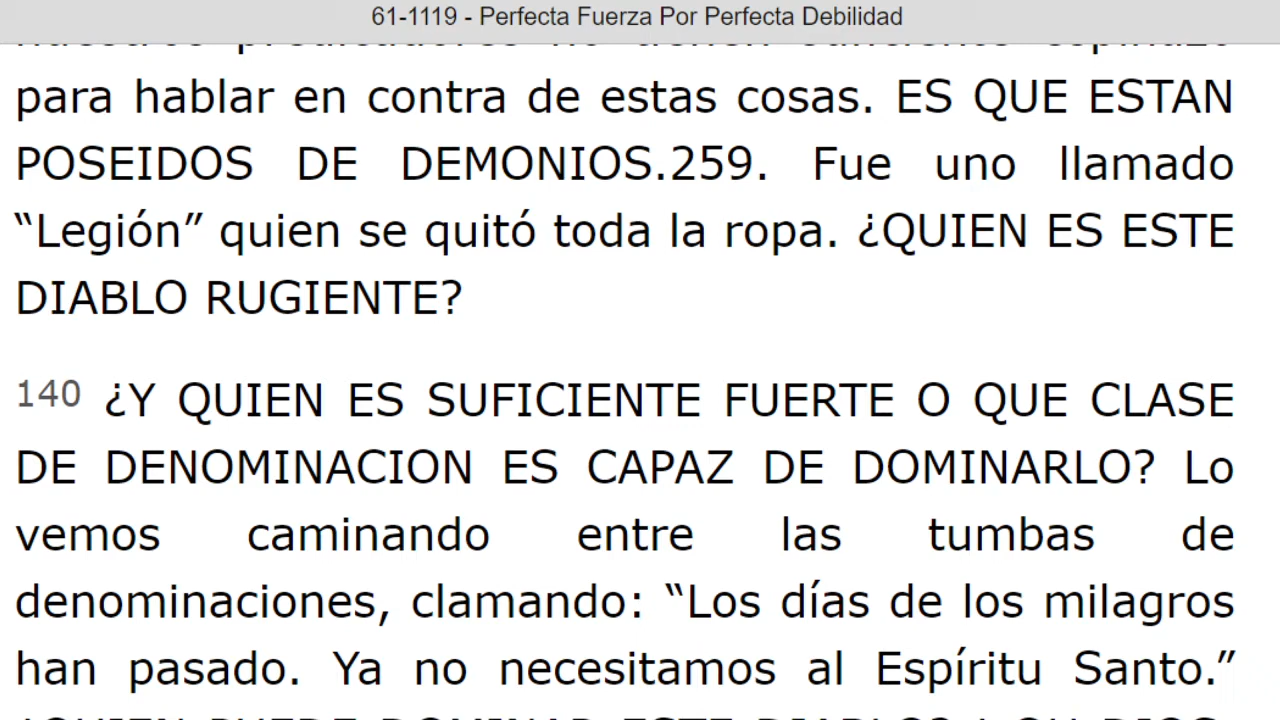 61-1119 - Perfecta Fuerza Por Perfecta Debilidad
para hablar en contra de estas cosas. ES QUE ESTAN
POSEIDOS DE DEMONIOS.259. Fue uno llamado
“Legión” quien se quitó toda la ropa. ¿QUIEN ES ESTE
DIABLO RUGIENTE?
140 ¿Y QUIEN ES SUFICIENTE FUERTE O QUE CLASE
DE DENOMINACION ES CAPAZ DE DOMINARLO? Lo
vemos caminando entre las tumbas de
denominaciones, clamando: “Los días de los milagros
han pasado. Ya no necesitamos al Espíritu Santo.”